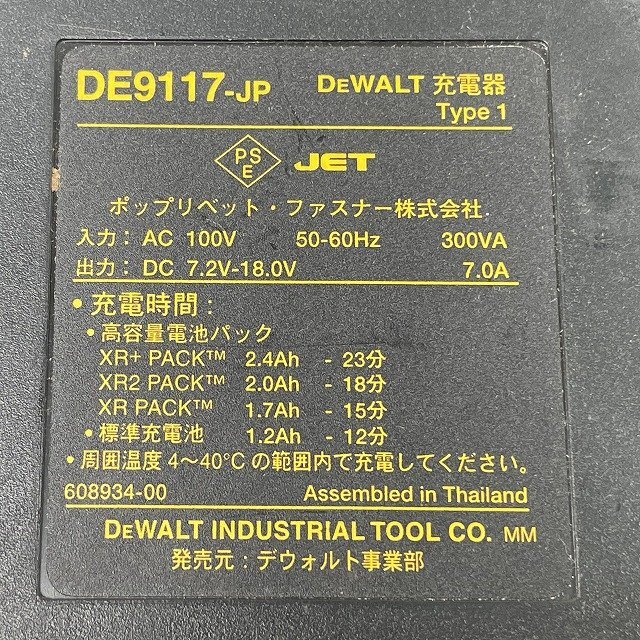 DE9117-JP DEWALT 充電器
Type 1
PSE JET
ポップリベット・ファスナー株式会社
入力: AC 100V 50-60Hz 300VA
出力: DC 7.2V-18.0V 7.0A
• 充電時間:
• 高容量電池パック
XR+ PACK™ 2.4Ah - 23分
XR2 PACK™ 2.0Ah - 18分
XR PACK™ 1.7Ah - 15分
• 標準充電池 1.2Ah - 12分
• 周囲温度 4〜40℃ の範囲内で充電してください。
608934-00 Assembled in Thailand
DEWALT INDUSTRIAL TOOL CO. MM
発売元:デウォルト事業部